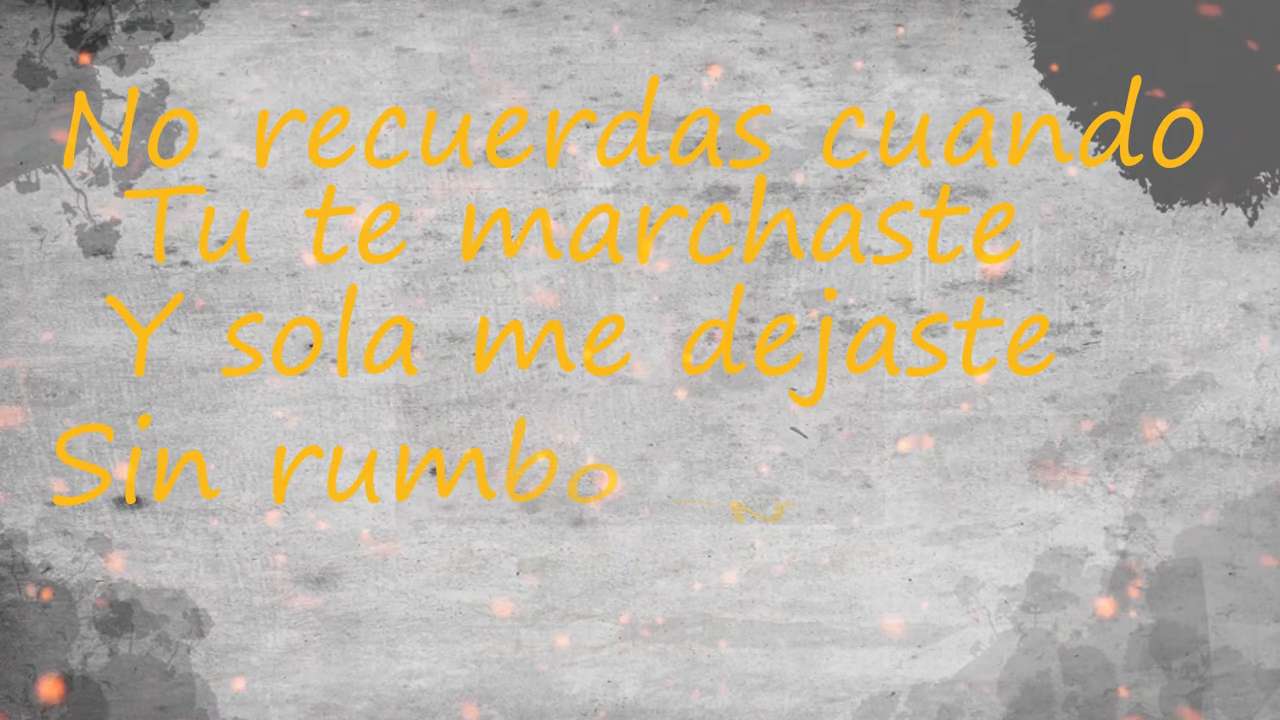 No recuerdas cuando
Tu te marchaste
Y sola me dejaste
Sin rumbo